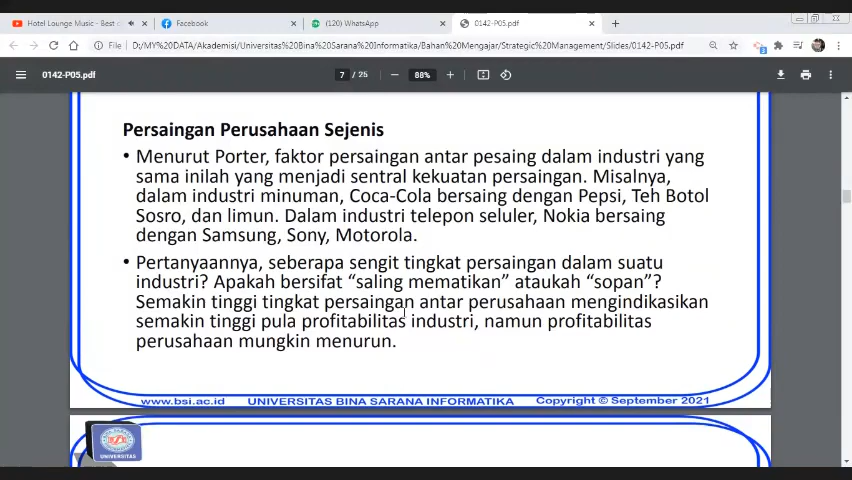 Hotel Lounge Music - Best o
Facebook
(120) WhatsApp
0142-P05.pdf
File
D:/MY%20DATA/Akademisi/Universitas%20Bina%20Sarana%20Informatika/Bahan%20Mengajar/Strategic%20Management/Slides/0142-P05.pdf
0142-P05.pdf
7 / 25
88%
Persaingan Perusahaan Sejenis
• Menurut Porter, faktor persaingan antar pesaing dalam industri yang
sama inilah yang menjadi sentral kekuatan persaingan. Misalnya,
dalam industri minuman, Coca-Cola bersaing dengan Pepsi, Teh Botol
Sosro, dan limun. Dalam industri telepon seluler, Nokia bersaing
dengan Samsung, Sony, Motorola.
• Pertanyaannya, seberapa sengit tingkat persaingan dalam suatu
industri? Apakah bersifat “saling mematikan” ataukah “sopan”?
Semakin tinggi tingkat persaingan antar perusahaan mengindikasikan
semakin tinggi pula profitabilitas industri, namun profitabilitas
perusahaan mungkin menurun.
www.bsi.ac.id
UNIVERSITAS BINA SARANA INFORMATIKA
Copyright © September 2021
UNIVERSITAS